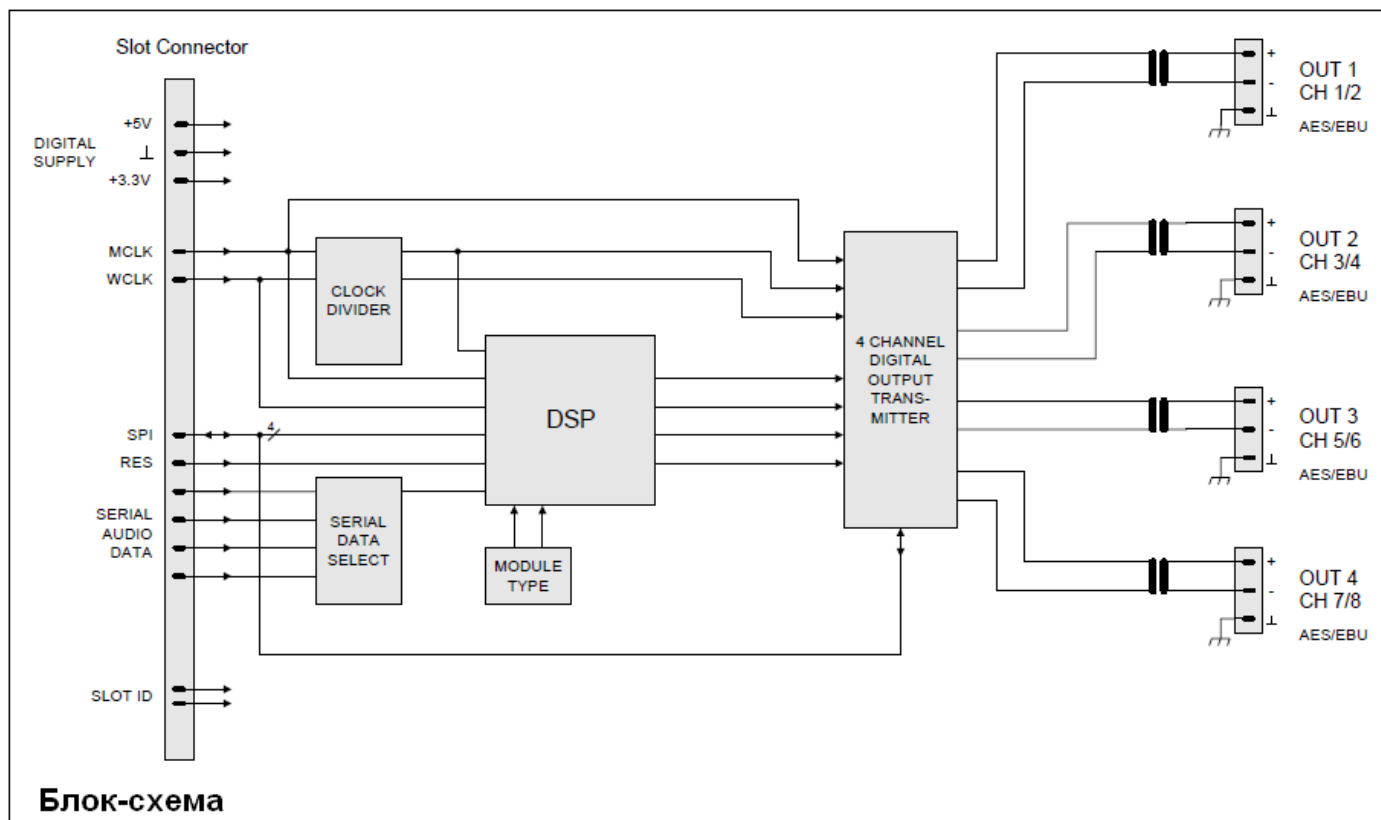 Slot Connector
+5V
DIGITAL
SUPPLY
⊥
+3.3V
MCLK
WCLK
SPI
4
RES
SERIAL
AUDIO
DATA
SLOT ID
CLOCK
DIVIDER
SERIAL
DATA
SELECT
DSP
MODULE
TYPE
4 CHANNEL
DIGITAL
OUTPUT
TRANS-
MITTER
+
-
⊥
OUT 1
CH 1/2
AES/EBU
+
-
⊥
OUT 2
CH 3/4
AES/EBU
+
-
⊥
OUT 3
CH 5/6
AES/EBU
+
-
⊥
OUT 4
CH 7/8
AES/EBU
Блок-схема